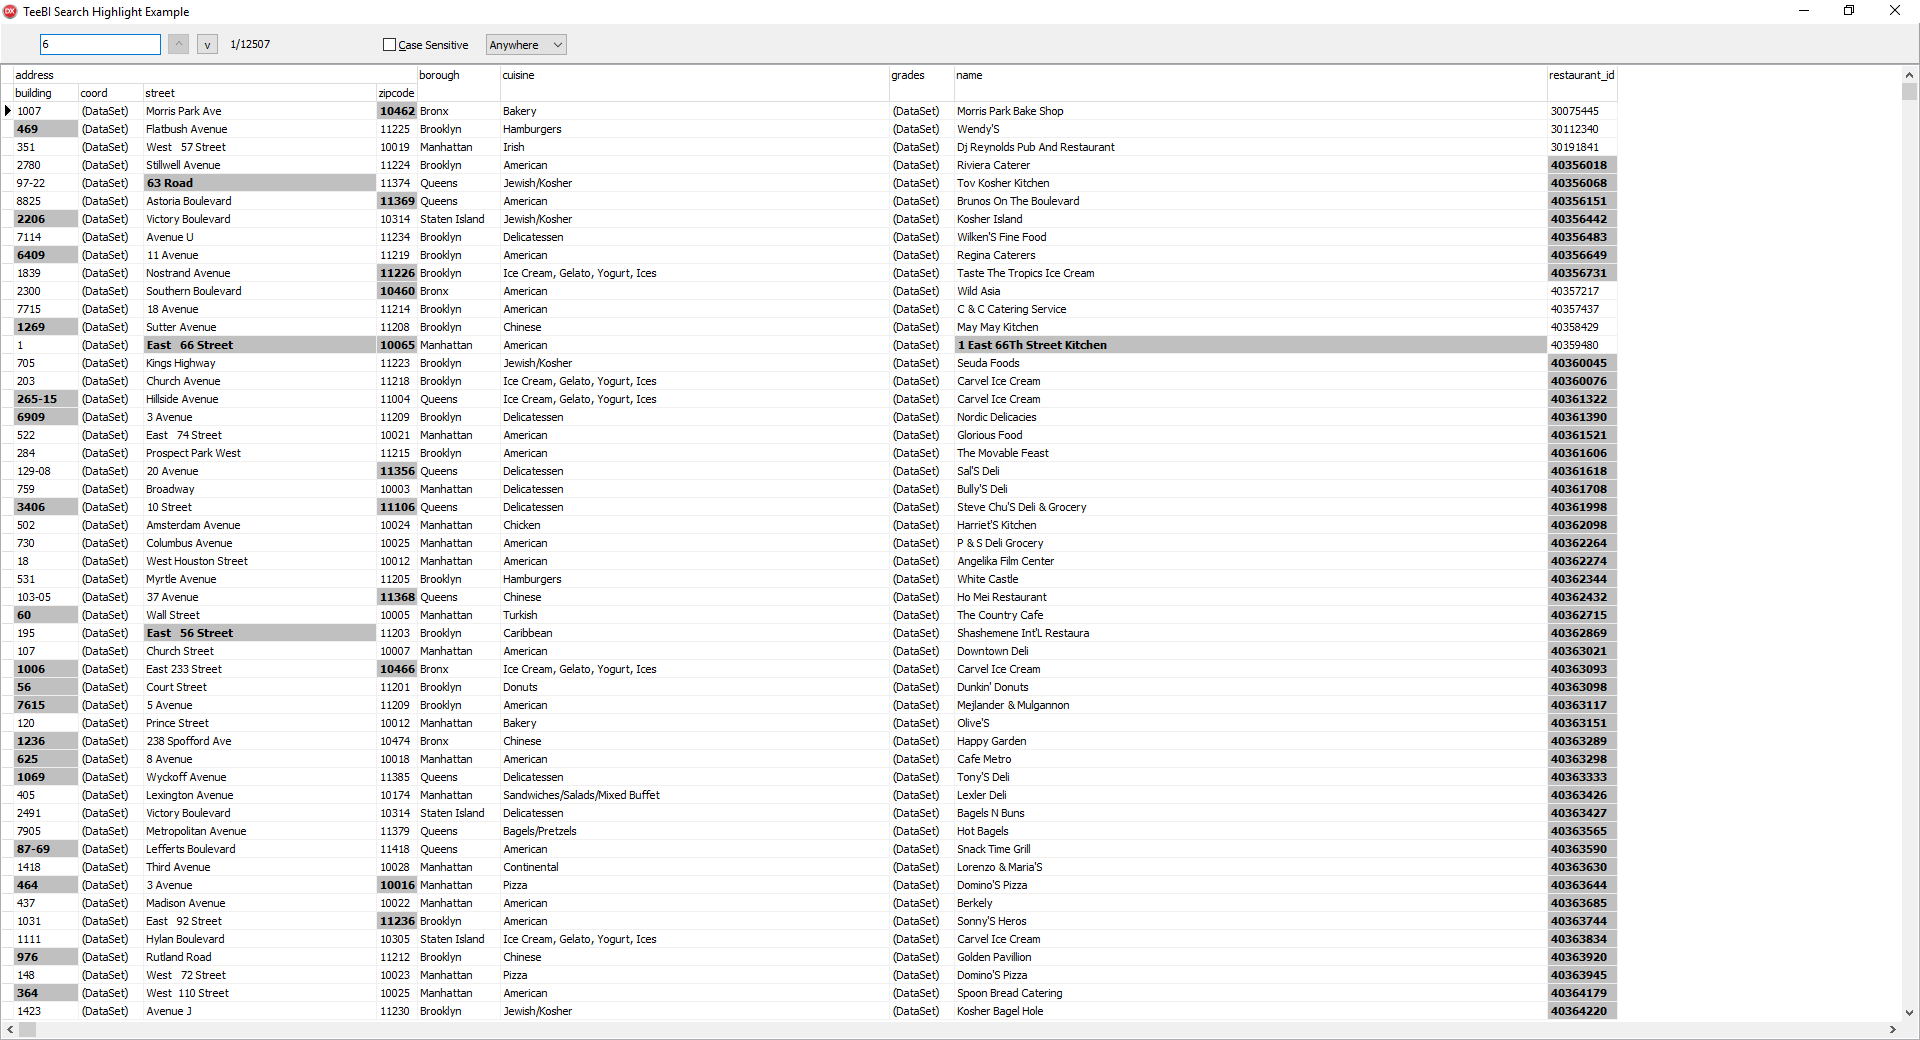 TeeBI Search Highlight Example
6 ^ v 1/12507 Case Sensitive Anywhere
address borough cuisine grades name restaurant_id
building coord street zipcode
1007 (DataSet) Morris Park Ave 10462 Bronx Bakery (DataSet) Morris Park Bake Shop 30075445
469 (DataSet) Flatbush Avenue 11225 Brooklyn Hamburgers (DataSet) Wendy'S 30112340
351 (DataSet) West 57 Street 10019 Manhattan Irish (DataSet) Dj Reynolds Pub And Restaurant 30191841
2780 (DataSet) Stillwell Avenue 11224 Brooklyn American (DataSet) Riviera Caterer 40356018
97-22 (DataSet) 63 Road 11374 Queens Jewish/Kosher (DataSet) Tov Kosher Kitchen 40356068
8825 (DataSet) Astoria Boulevard 11369 Queens American (DataSet) Brunos On The Boulevard 40356151
2206 (DataSet) Victory Boulevard 10314 Staten Island Jewish/Kosher (DataSet) Kosher Island 40356442
7114 (DataSet) Avenue U 11234 Brooklyn Delicatessen (DataSet) Wilken'S Fine Food 40356483
6409 (DataSet) 11 Avenue 11219 Brooklyn American (DataSet) Regina Caterers 40356649
1839 (DataSet) Nostrand Avenue 11226 Brooklyn Ice Cream, Gelato, Yogurt, Ices (DataSet) Taste The Tropics Ice Cream 40356731
2300 (DataSet) Southern Boulevard 10460 Bronx American (DataSet) Wild Asia 40357217
7715 (DataSet) 18 Avenue 11214 Brooklyn American (DataSet) C & C Catering Service 40357437
1269 (DataSet) Sutter Avenue 11208 Brooklyn Chinese (DataSet) May May Kitchen 40358429
1 (DataSet) East 66 Street 10065 Manhattan American (DataSet) 1 East 66Th Street Kitchen 40359480
705 (DataSet) Kings Highway 11223 Brooklyn Jewish/Kosher (DataSet) Seuda Foods 40360045
203 (DataSet) Church Avenue 11218 Brooklyn Ice Cream, Gelato, Yogurt, Ices (DataSet) Carvel Ice Cream 40360076
265-15 (DataSet) Hillside Avenue 11004 Queens Ice Cream, Gelato, Yogurt, Ices (DataSet) Carvel Ice Cream 40361322
6909 (DataSet) 3 Avenue 11209 Brooklyn Delicatessen (DataSet) Nordic Delicacies 40361390
522 (DataSet) East 74 Street 10021 Manhattan American (DataSet) Glorious Food 40361521
284 (DataSet) Prospect Park West 11215 Brooklyn American (DataSet) The Movable Feast 40361606
129-08 (DataSet) 20 Avenue 11356 Queens Delicatessen (DataSet) Sal'S Deli 40361618
759 (DataSet) Broadway 10003 Manhattan Delicatessen (DataSet) Bully'S Deli 40361708
3406 (DataSet) 10 Street 11106 Queens Delicatessen (DataSet) Steve Chu'S Deli & Grocery 40361998
502 (DataSet) Amsterdam Avenue 10024 Manhattan Chicken (DataSet) Harriet'S Kitchen 40362098
730 (DataSet) Columbus Avenue 10025 Manhattan American (DataSet) P & S Deli Grocery 40362264
18 (DataSet) West Houston Street 10012 Manhattan American (DataSet) Angelika Film Center 40362274
531 (DataSet) Myrtle Avenue 11205 Brooklyn Hamburgers (DataSet) White Castle 40362344
103-05 (DataSet) 37 Avenue 11368 Queens Chinese (DataSet) Ho Mei Restaurant 40362432
60 (DataSet) Wall Street 10005 Manhattan Turkish (DataSet) The Country Cafe 40362715
195 (DataSet) East 56 Street 11203 Brooklyn Caribbean (DataSet) Shashemene Int'L Restaura 40362869
107 (DataSet) Church Street 10007 Manhattan American (DataSet) Downtown Deli 40363021
1006 (DataSet) East 233 Street 10466 Bronx Ice Cream, Gelato, Yogurt, Ices (DataSet) Carvel Ice Cream 40363093
56 (DataSet) Court Street 11201 Brooklyn Donuts (DataSet) Dunkin' Donuts 40363098
7615 (DataSet) 5 Avenue 11209 Brooklyn American (DataSet) Mejlander & Mulgannon 40363117
120 (DataSet) Prince Street 10012 Manhattan Bakery (DataSet) Olive'S 40363151
1236 (DataSet) 238 Spofford Ave 10474 Bronx Chinese (DataSet) Happy Garden 40363289
625 (DataSet) 8 Avenue 10018 Manhattan American (DataSet) Cafe Metro 40363298
1069 (DataSet) Wyckoff Avenue 11385 Queens Delicatessen (DataSet) Tony'S Deli 40363333
405 (DataSet) Lexington Avenue 10174 Manhattan Sandwiches/Salads/Mixed Buffet (DataSet) Lexler Deli 40363426
2491 (DataSet) Victory Boulevard 10314 Staten Island Delicatessen (DataSet) Bagels N Buns 40363427
7905 (DataSet) Metropolitan Avenue 11379 Queens Bagels/Pretzels (DataSet) Hot Bagels 40363565
87-69 (DataSet) Lefferts Boulevard 11418 Queens American (DataSet) Snack Time Grill 40363590
1418 (DataSet) Third Avenue 10028 Manhattan Continental (DataSet) Lorenzo & Maria'S 40363630
464 (DataSet) 3 Avenue 10016 Manhattan Pizza (DataSet) Domino'S Pizza 40363644
437 (DataSet) Madison Avenue 10022 Manhattan American (DataSet) Berkely 40363685
1031 (DataSet) East 92 Street 11236 Brooklyn American (DataSet) Sonny'S Heros 40363744
1111 (DataSet) Hylan Boulevard 10305 Staten Island Ice Cream, Gelato, Yogurt, Ices (DataSet) Carvel Ice Cream 40363834
976 (DataSet) Rutland Road 11212 Brooklyn Chinese (DataSet) Golden Pavillion 40363920
148 (DataSet) West 72 Street 10023 Manhattan Pizza (DataSet) Domino'S Pizza 40363945
364 (DataSet) West 110 Street 10025 Manhattan American (DataSet) Spoon Bread Catering 40364179
1423 (DataSet) Avenue J 11230 Brooklyn Jewish/Kosher (DataSet) Kosher Bagel Hole 40364220